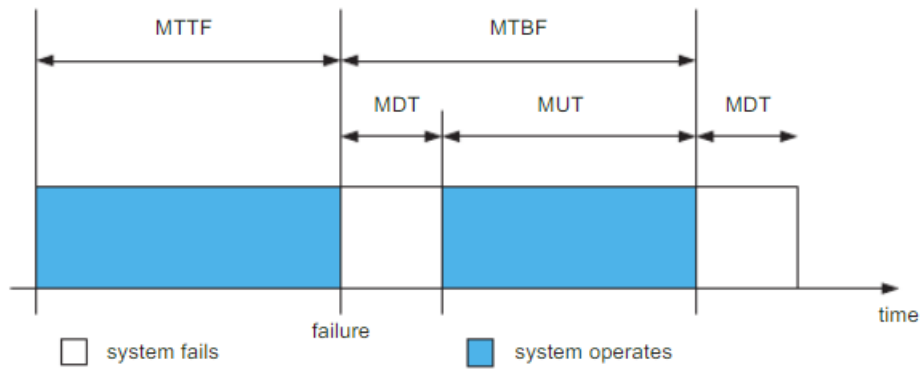 MTTF MTBF
MDT MUT MDT
failure
time
system fails system operates